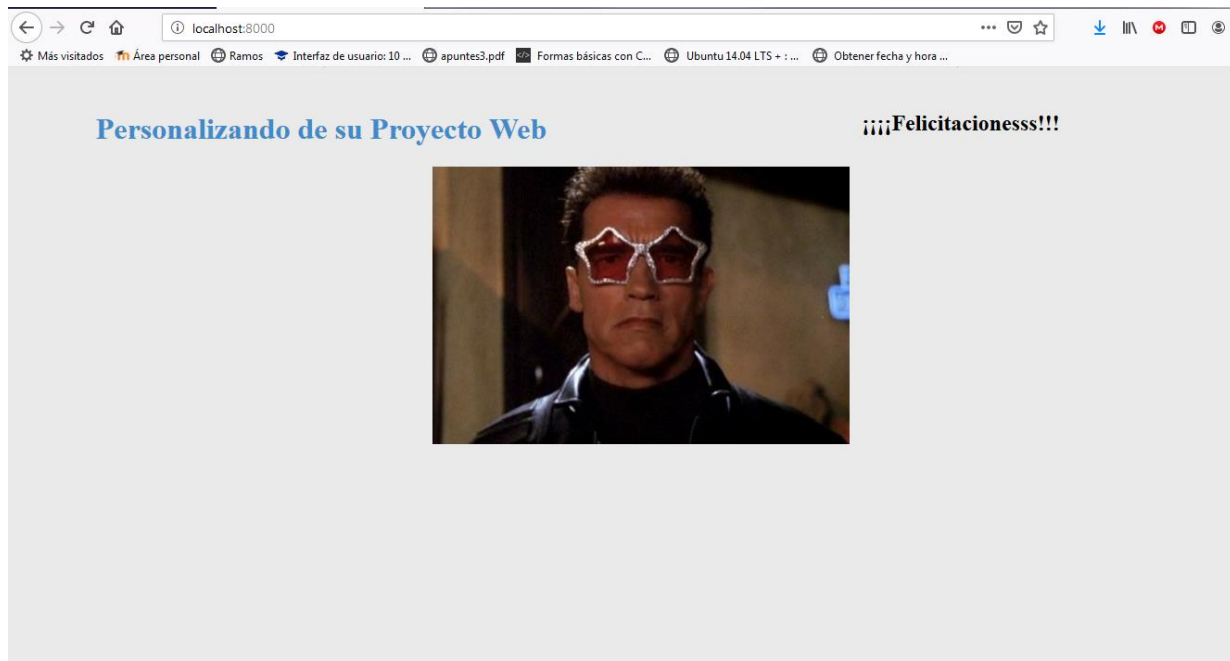 localhost:8000
Más visitados Área personal Ramos Interfaz de usuario: 10 ... apuntes3.pdf Formas básicas con C... Ubuntu 14.04 LTS + : ... Obtener fecha y hora ...
Personalizando de su Proyecto Web
¡¡¡¡Felicitacionesss!!!